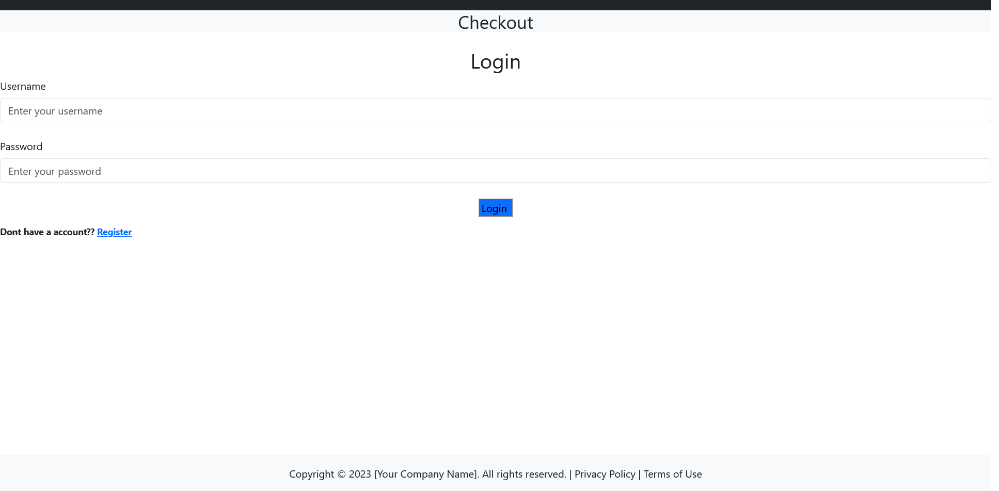 Checkout
Login
Username
Enter your username
Password
Enter your password
Login
Dont have a account?? Register
Copyright © 2023 [Your Company Name]. All rights reserved. | Privacy Policy | Terms of Use